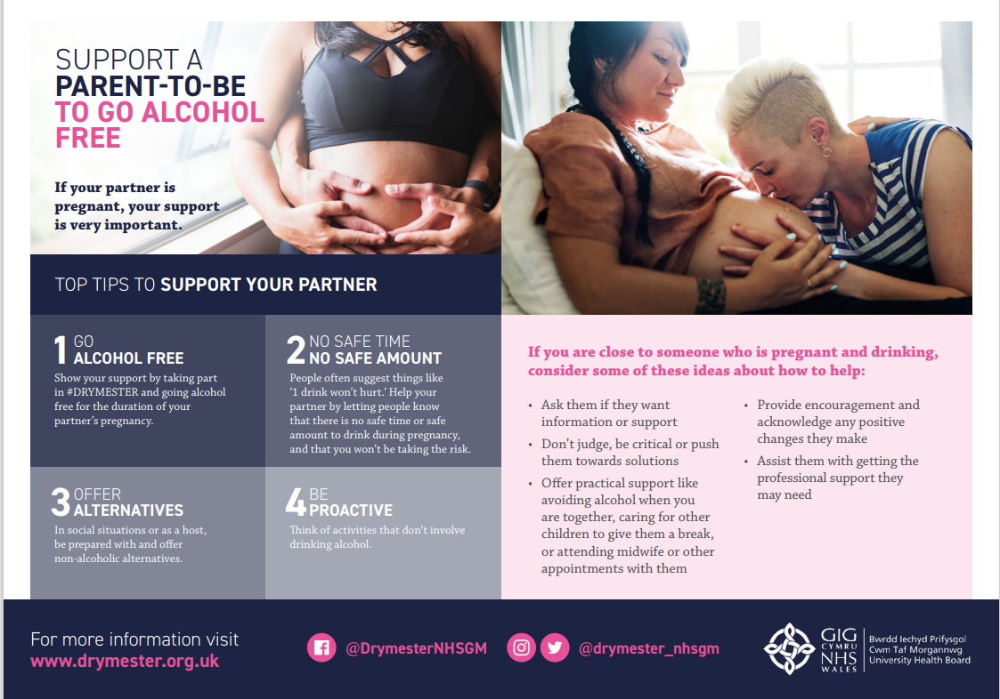 SUPPORT A
PARENT-TO-BE
TO GO ALCOHOL
FREE
If your partner is
pregnant, your support
is very important.
TOP TIPS TO SUPPORT YOUR PARTNER
1 GO
ALCOHOL FREE
Show your support by taking part
in #DRYMESTER and going alcohol
free for the duration of your
partner's pregnancy.
2 NO SAFE TIME
NO SAFE AMOUNT
People often suggest things like
'1 drink won't hurt.' Help your
partner by letting people know
that there is no safe time or safe
amount to drink during pregnancy,
and that you won't be taking the risk.
3 OFFER
ALTERNATIVES
In social situations or as a host,
be prepared with and offer
non-alcoholic alternatives.
4 BE
PROACTIVE
Think of activities that don't involve
drinking alcohol.
If you are close to someone who is pregnant and drinking,
consider some of these ideas about how to help:
• Ask them if they want
information or support
• Don't judge, be critical or push
them towards solutions
• Offer practical support like
avoiding alcohol when you
are together, caring for other
children to give them a break,
or attending midwife or other
appointments with them
• Provide encouragement and
acknowledge any positive
changes they make
• Assist them with getting the
professional support they
may need
For more information visit
www.drymester.org.uk
@DrymesterNHSGM
@drymester_nhsgm
GIG
CYMRU
NHS
WALES
Bwrdd Iechyd Prifysgol
Cwm Taf Morgannwg
University Health Board